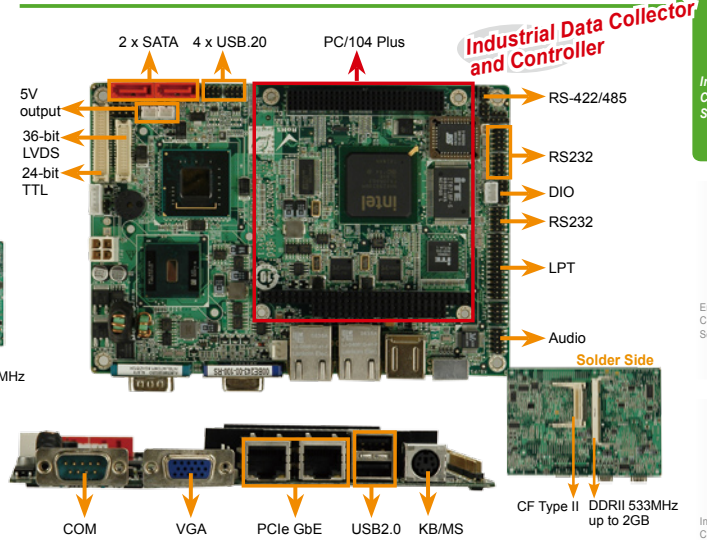 Industrial Data Collector
and Controller
2 x SATA
4 x USB.20
PC/104 Plus
5V
output
36-bit
LVDS
24-bit
TTL
RS-422/485
RS232
DIO
RS232
LPT
Audio
intel
Solder Side
MHz
COM
VGA
PCIe GbE
USB2.0
KB/MS
CF Type II
DDRII 533MHz
up to 2GB